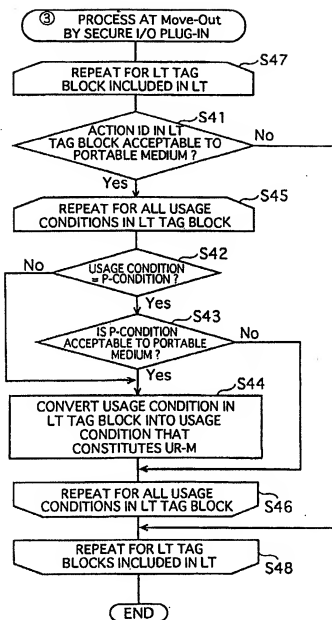 ③ PROCESS AT Move-Out
BY SECURE I/O PLUG-IN
S47
REPEAT FOR LT TAG
BLOCK INCLUDED IN LT
S41
ACTION ID IN LT
TAG BLOCK ACCEPTABLE TO
PORTABLE MEDIUM ?
No
Yes
S45
REPEAT FOR ALL USAGE
CONDITIONS IN LT TAG BLOCK
S42
No
USAGE CONDITION
= P-CONDITION ?
Yes
S43
IS P-CONDITION
ACCEPTABLE TO PORTABLE
MEDIUM ?
No
Yes
S44
CONVERT USAGE CONDITION IN
LT TAG BLOCK INTO USAGE
CONDITION THAT
CONSTITUTES UR-M
REPEAT FOR ALL USAGE
CONDITIONS IN LT TAG BLOCK
S46
REPEAT FOR LT TAG
BLOCKS INCLUDED IN LT
S48
END